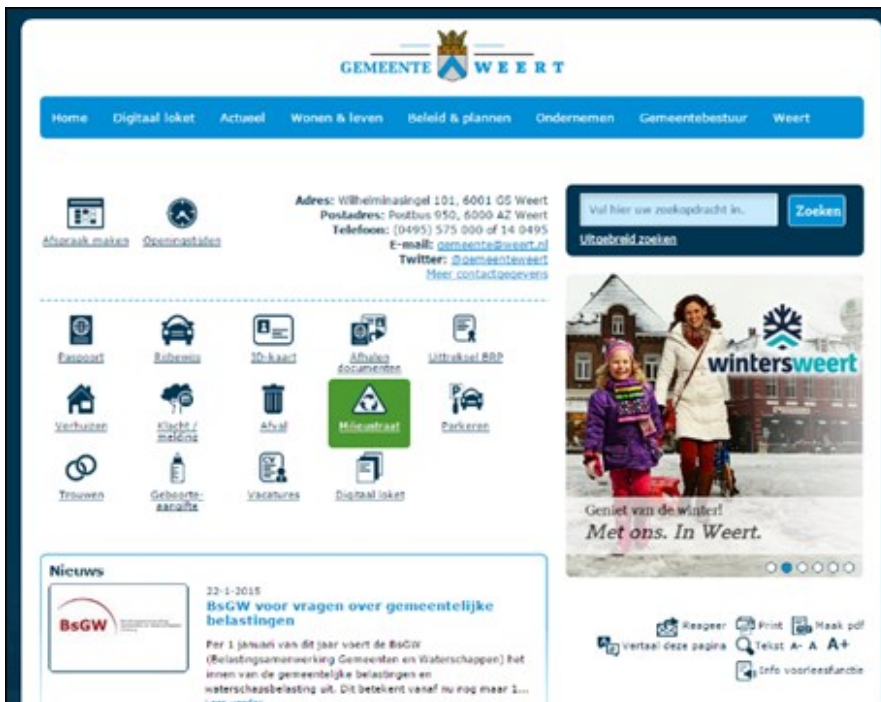 GEMEENTE WEERT
Home Digitaal loket Actueel Wonen & leven Beleid & plannen Ondernemen Gemeentebestuur Weert
Afspraak maken Openingstijden
Adres: Wilhelminasingel 101, 6001 GS Weert
Postadres: Postbus 950, 6000 AZ Weert
Telefoon: (0495) 575 000 of 14 0495
E-mail: gemeente@weert.nl
Twitter: @gemeenteweert
Meer contactgegevens
Vul hier uw zoekopdracht in. Zoeken
Uitgebreid zoeken
Paspoort Rijbewijs ID-kaart Afhalen documenten Uittreksel BRP
Verhuizen Klacht / melding Afval Milieustraat Parkeren
Trouwen Geboorte-aangifte Vacatures Digitaal loket
CV
P
wintersweert
Geniet van de winter!
Met ons. In Weert.
Nieuws
BsGW
22-1-2015
BsGW voor vragen over gemeentelijke
belastingen
Per 1 januari van dit jaar voert de BsGW
(Belastingsamenwerking Gemeenten en Waterschappen) het
innen van de gemeentelijke belastingen en
waterschapsbelasting uit. Dit betekent vanaf nu nog maar 1...
Reageer Print Maak pdf
Vertaal deze pagina Tekst A- A A+
Info voorleesfunctie